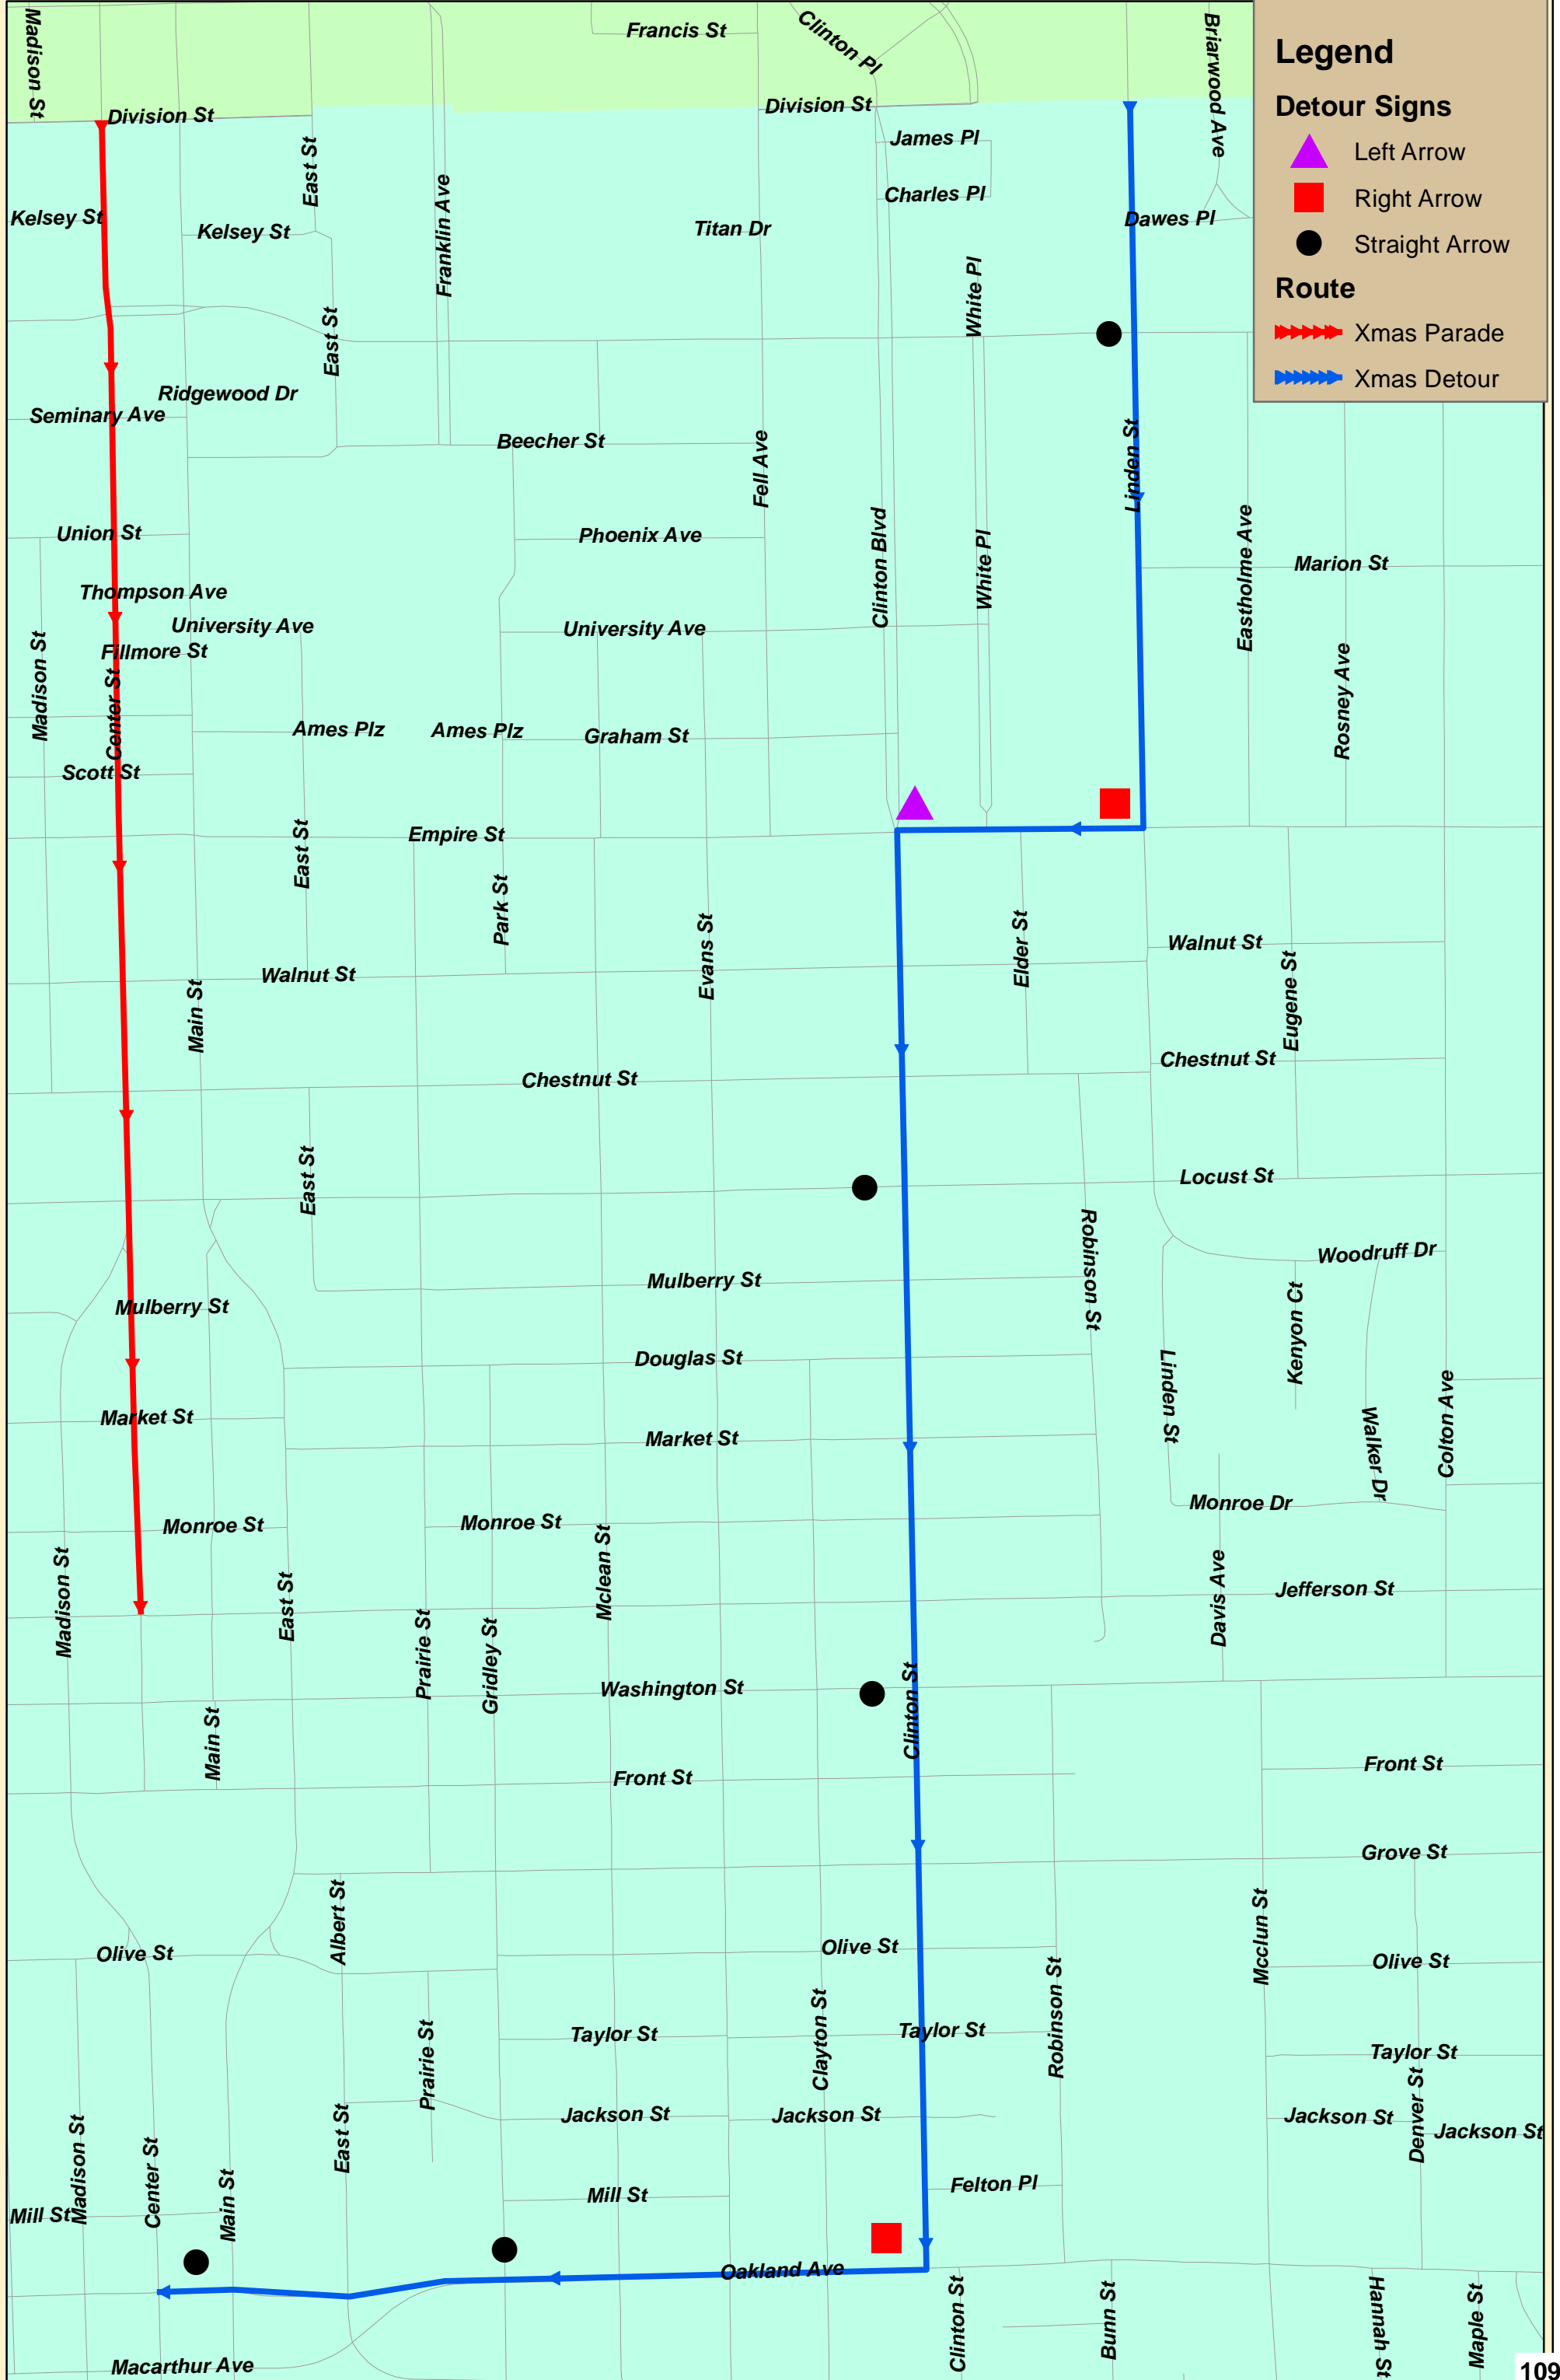 Madison St
Francis St
Clinton Pl
Briarwood Ave
Legend
Detour Signs
Left Arrow
Right Arrow
Straight Arrow
Route
Xmas Parade
Xmas Detour
Division St
Division St
James Pl
East St
Charles Pl
Kelsey St
Kelsey St
Franklin Ave
Titan Dr
Dawes Pl
White Pl
East St
Ridgewood Dr
Seminary Ave
Beecher St
Fell Ave
Linden St
Union St
Phoenix Ave
Clinton Blvd
White Pl
Eastholme Ave
Marion St
Thompson Ave
University Ave
University Ave
Fillmore St
Madison St
Center St
Rosney Ave
Ames Plz
Ames Plz
Graham St
Scott St
East St
Empire St
Park St
Evans St
Elder St
Walnut St
Walnut St
Main St
Eugene St
Chestnut St
Chestnut St
East St
Locust St
Robinson St
Woodruff Dr
Mulberry St
Mulberry St
Kenyon Ct
Douglas St
Linden St
Colton Ave
Market St
Market St
Walker Dr
Monroe Dr
Monroe St
Monroe St
Mclean St
Madison St
East St
Davis Ave
Jefferson St
Prairie St
Gridley St
Washington St
Clinton St
Main St
Front St
Front St
Grove St
Albert St
Mcclun St
Olive St
Olive St
Olive St
Robinson St
Clayton St
Prairie St
Taylor St
Taylor St
Taylor St
Denver St
Jackson St
Jackson St
Jackson St
Jackson St
Madison St
Center St
East St
Main St
Felton Pl
Mill St
Mill St
Oakland Ave
Clinton St
Bunn St
Hannah St
Maple St
Macarthur Ave
109